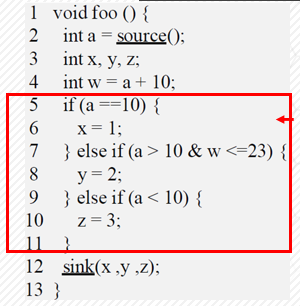 1 void foo () {
2 int a = source();
3 int x, y, z;
4 int w = a + 10;
5 if (a ==10) {
6 x = 1;
7 } else if (a > 10 & w <=23) {
8 y = 2;
9 } else if (a < 10) {
10 z = 3;
11 }
12 sink(x ,y ,z);
13 }